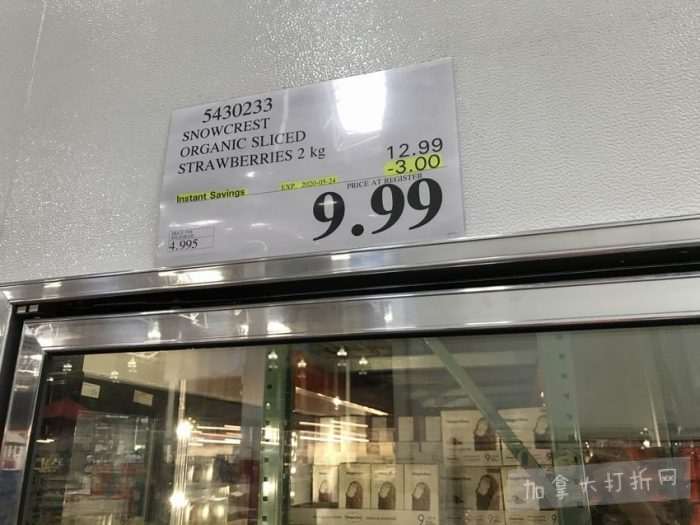 5430233
SNOWCREST
ORGANIC SLICED
STRAWBERRIES 2 kg
12.99
-3.00
Instant Savings
EXP. 2020-05-24
PRICE AT REGISTER
9.99
4.995
加拿大打折网